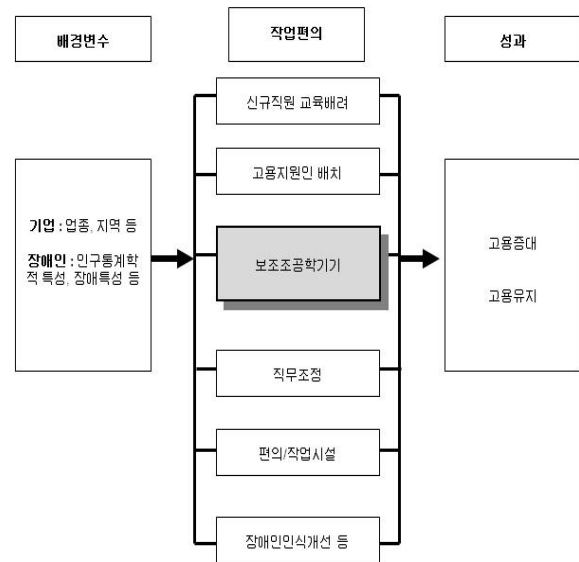 배경변수
작업편의
성과
신규직원 교육배려
고용지원인 배치
기업 : 업종, 지역 등
장애인 : 인구통계학
적 특성, 장애특성 등
보조조공학기기
고용증대
고용유지
직무조정
편의/작업시설
장애인인식개선 등